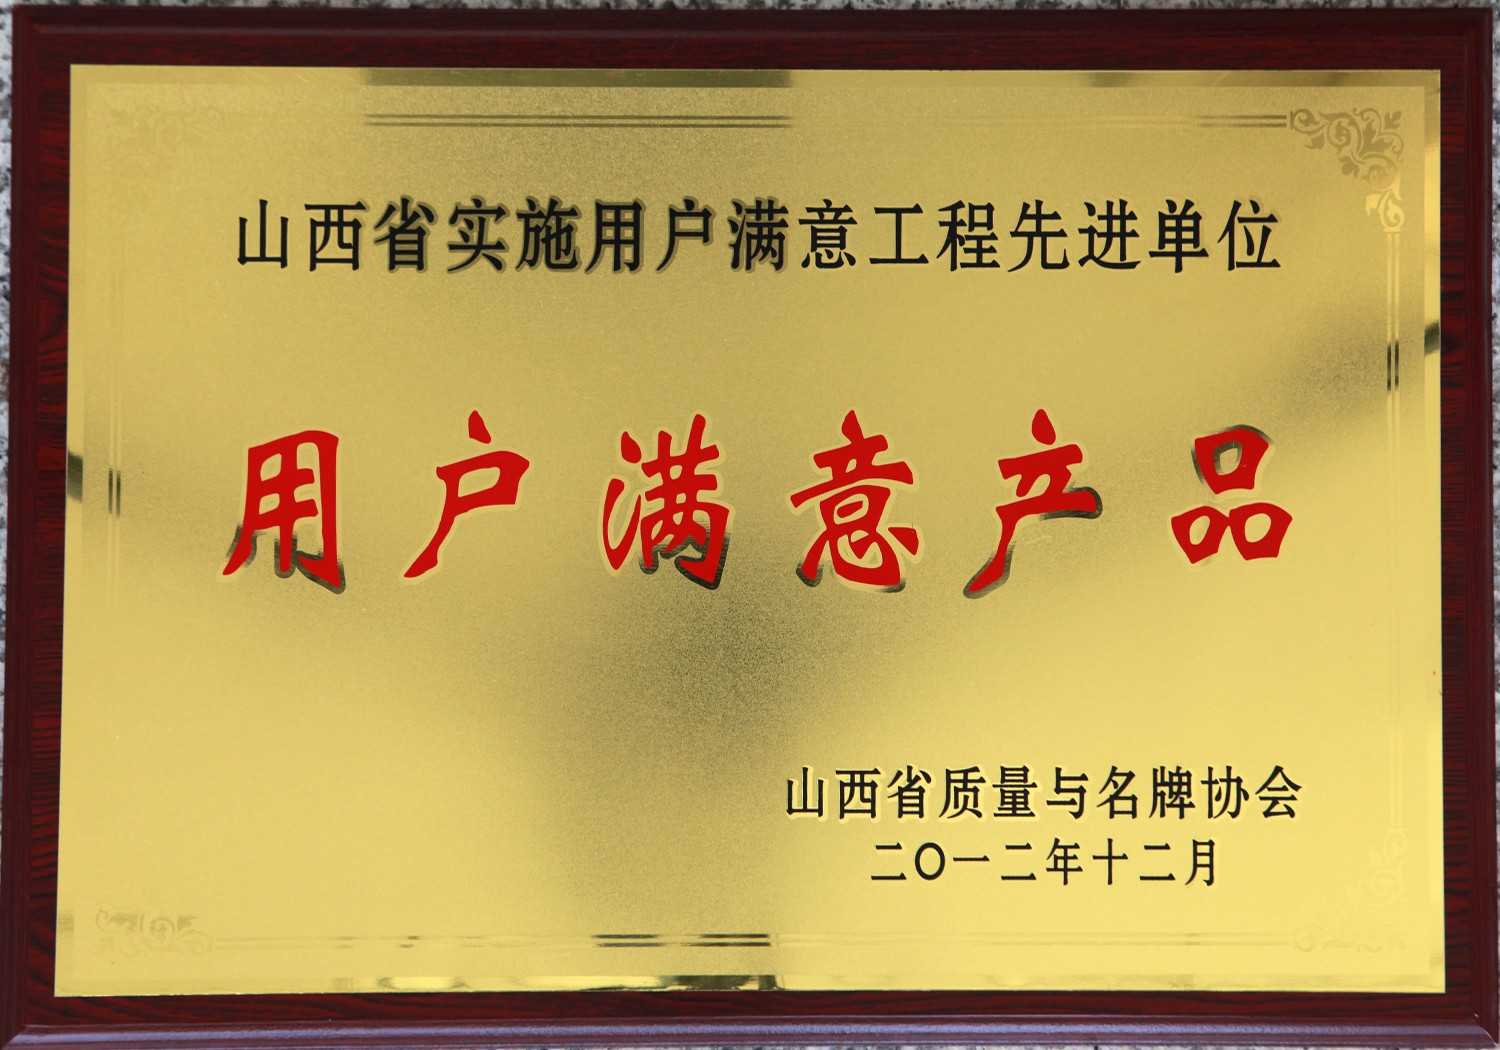 山西省实施用户满意工程先进单位
用户满意产品
山西省质量与名牌协会
二〇一二年十二月